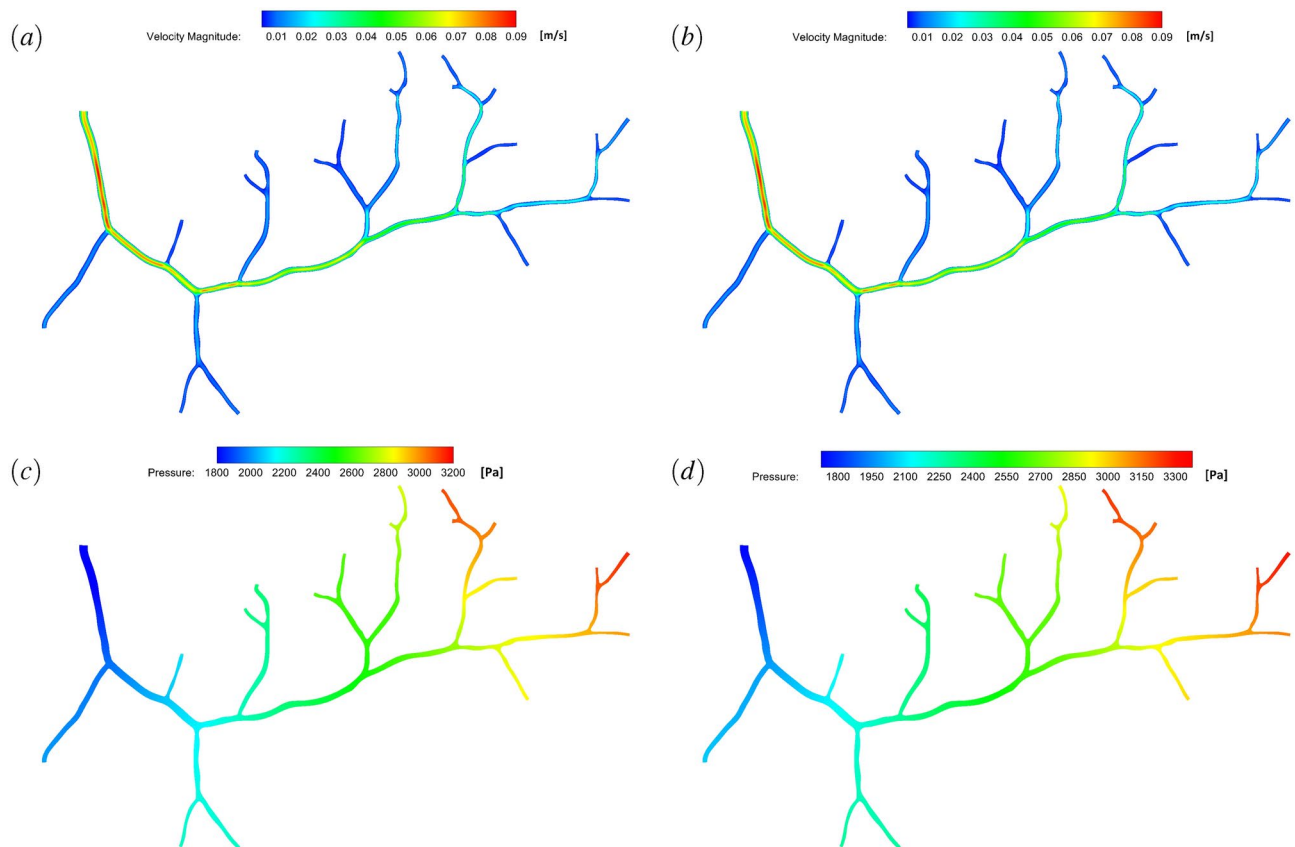 (a)
Velocity Magnitude: 0.01 0.02 0.03 0.04 0.05 0.06 0.07 0.08 0.09 [m/s]
(b)
Velocity Magnitude: 0.01 0.02 0.03 0.04 0.05 0.06 0.07 0.08 0.09 [m/s]
(c)
Pressure: 1800 2000 2200 2400 2600 2800 3000 3200 [Pa]
(d)
Pressure: 1800 1950 2100 2250 2400 2550 2700 2850 3000 3150 3300 [Pa]